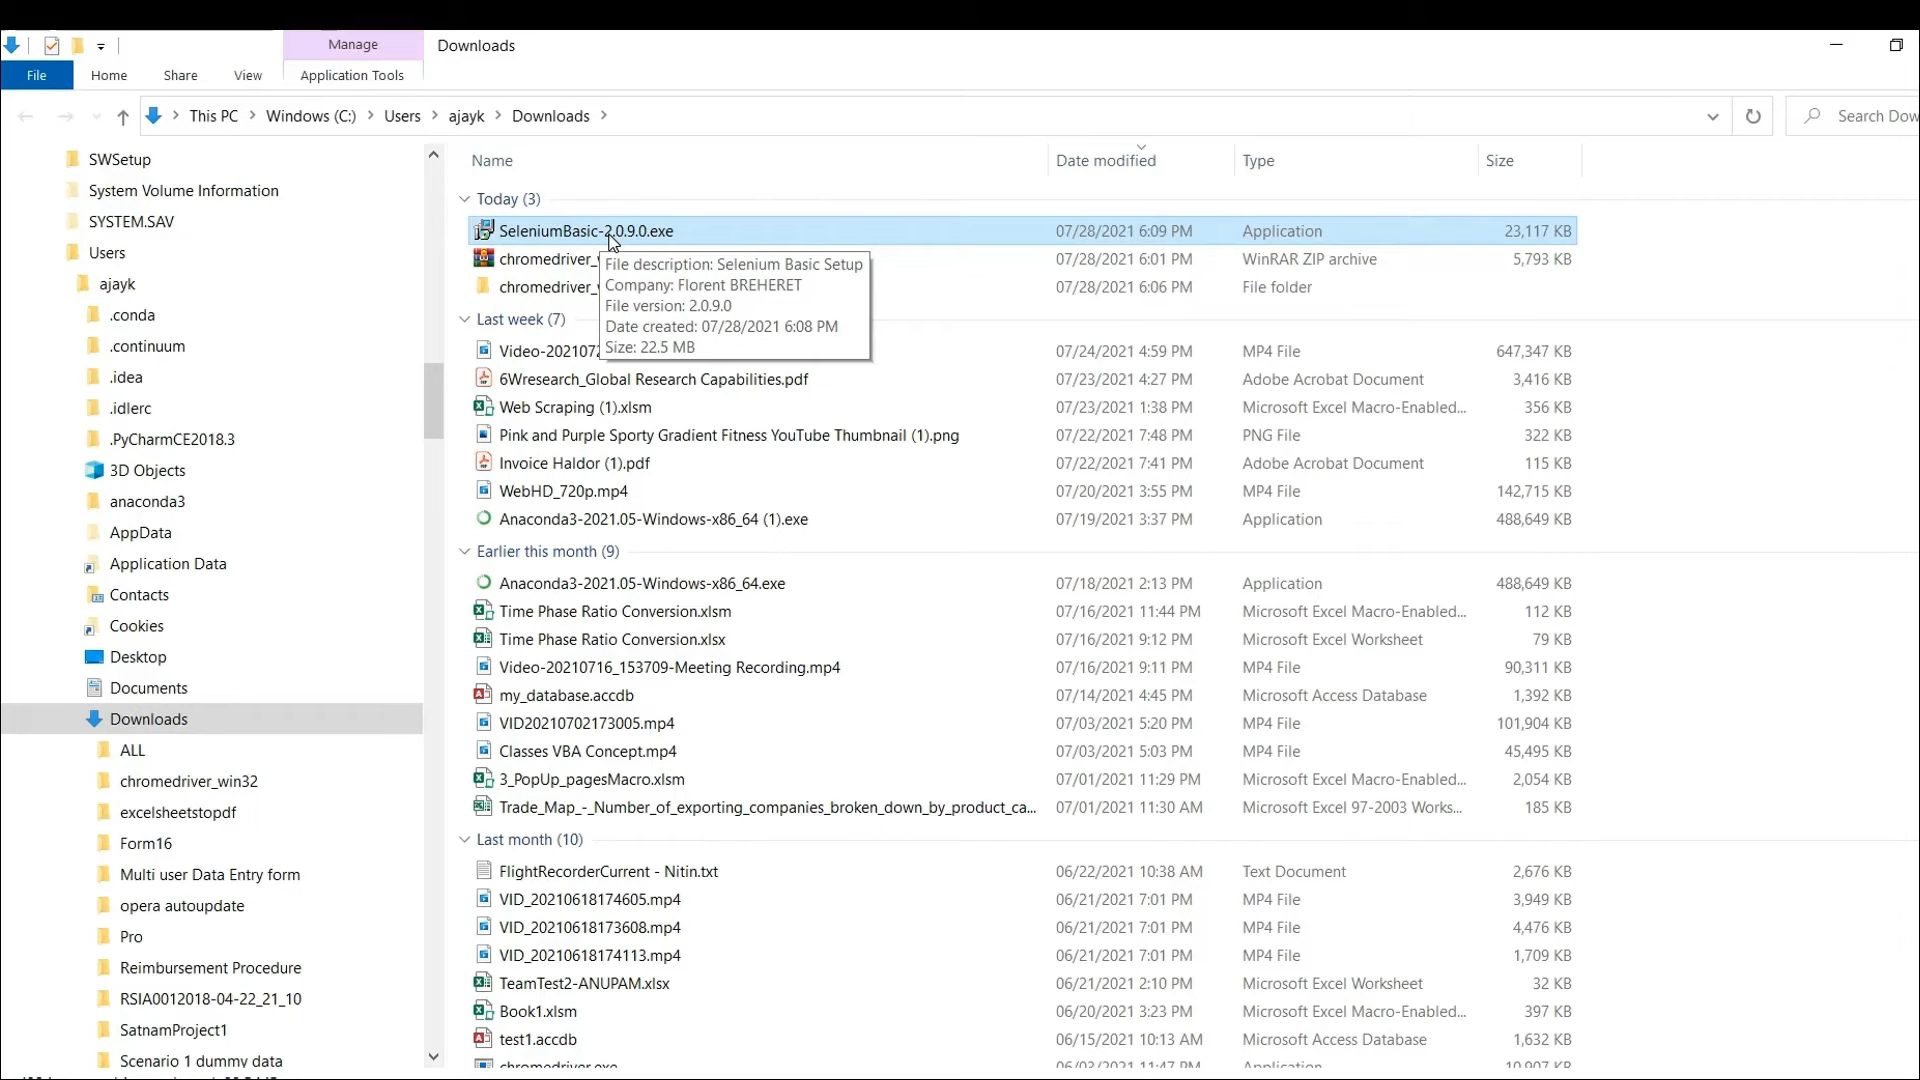 Manage
Downloads
File
Home
Share
View
Application Tools
This PC > Windows (C:) > Users > ajayk > Downloads >
Search Dow
SWSetup
System Volume Information
SYSTEM.SAV
Users
ajayk
.conda
.continuum
.idea
.idlerc
.PyCharmCE2018.3
3D Objects
anaconda3
AppData
Application Data
Contacts
Cookies
Desktop
Documents
Downloads
ALL
chromedriver_win32
excelsheetstopdf
Form16
Multi user Data Entry form
opera autoupdate
Pro
Reimbursement Procedure
RSIA0012018-04-22_21_10
SatnamProject1
Scenario 1 dummy data
Name Date modified Type Size
Today (3)
SeleniumBasic-2.0.9.0.exe 07/28/2021 6:09 PM Application 23,117 KB
chromedriver_ 07/28/2021 6:01 PM WinRAR ZIP archive 5,793 KB
chromedriver_ 07/28/2021 6:06 PM File folder
File description: Selenium Basic Setup
Company: Florent BREHERET
File version: 2.0.9.0
Date created: 07/28/2021 6:08 PM
Size: 22.5 MB
Last week (7)
Video-2021072 07/24/2021 4:59 PM MP4 File 647,347 KB
6Wresearch_Global Research Capabilities.pdf 07/23/2021 4:27 PM Adobe Acrobat Document 3,416 KB
Web Scraping (1).xlsm 07/23/2021 1:38 PM Microsoft Excel Macro-Enabled... 356 KB
Pink and Purple Sporty Gradient Fitness YouTube Thumbnail (1).png 07/22/2021 7:48 PM PNG File 322 KB
Invoice Haldor (1).pdf 07/22/2021 7:41 PM Adobe Acrobat Document 115 KB
WebHD_720p.mp4 07/20/2021 3:55 PM MP4 File 142,715 KB
Anaconda3-2021.05-Windows-x86_64 (1).exe 07/19/2021 3:37 PM Application 488,649 KB
Earlier this month (9)
Anaconda3-2021.05-Windows-x86_64.exe 07/18/2021 2:13 PM Application 488,649 KB
Time Phase Ratio Conversion.xlsm 07/16/2021 11:44 PM Microsoft Excel Macro-Enabled... 112 KB
Time Phase Ratio Conversion.xlsx 07/16/2021 9:12 PM Microsoft Excel Worksheet 79 KB
Video-20210716_153709-Meeting Recording.mp4 07/16/2021 9:11 PM MP4 File 90,311 KB
my_database.accdb 07/14/2021 4:45 PM Microsoft Access Database 1,392 KB
VID20210702173005.mp4 07/03/2021 5:20 PM MP4 File 101,904 KB
Classes VBA Concept.mp4 07/03/2021 5:03 PM MP4 File 45,495 KB
3_PopUp_pagesMacro.xlsm 07/01/2021 11:29 PM Microsoft Excel Macro-Enabled... 2,054 KB
Trade_Map_-_Number_of_exporting_companies_broken_down_by_product_ca... 07/01/2021 11:30 AM Microsoft Excel 97-2003 Works... 185 KB
Last month (10)
FlightRecorderCurrent - Nitin.txt 06/22/2021 10:38 AM Text Document 2,676 KB
VID_20210618174605.mp4 06/21/2021 7:01 PM MP4 File 3,949 KB
VID_20210618173608.mp4 06/21/2021 7:01 PM MP4 File 4,476 KB
VID_20210618174113.mp4 06/21/2021 7:01 PM MP4 File 1,709 KB
TeamTest2-ANUPAM.xlsx 06/21/2021 2:10 PM Microsoft Excel Worksheet 32 KB
Book1.xlsm 06/20/2021 3:23 PM Microsoft Excel Macro-Enabled... 397 KB
test1.accdb 06/15/2021 10:13 AM Microsoft Access Database 1,632 KB
chromedriver.exe 06/03/2021 11:47 PM Application 10,907 KB